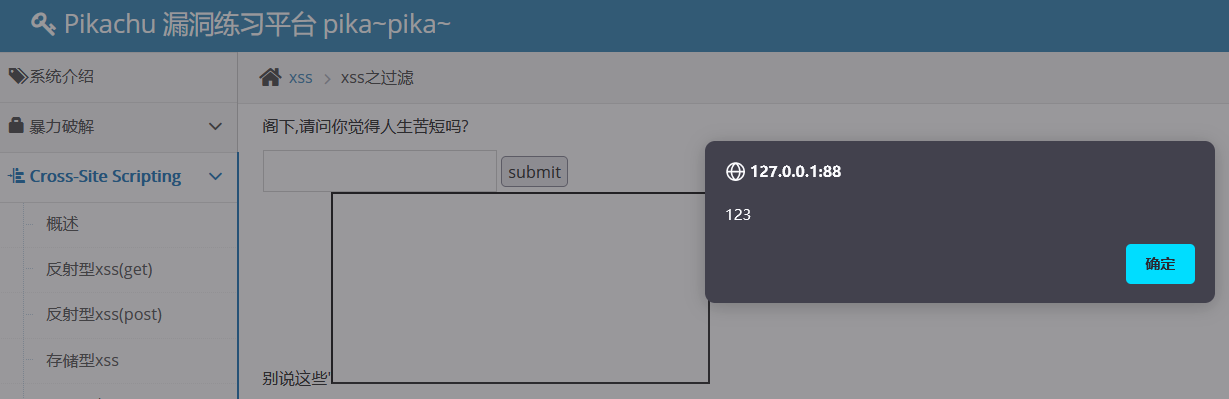 Pikachu 漏洞练习平台 pika~pika~
系统介绍
暴力破解
Cross-Site Scripting
概述
反射型xss(get)
反射型xss(post)
存储型xss
xss > xss之过滤
阁下,请问你觉得人生苦短吗?
submit
别说这些'
127.0.0.1:88
123
确定